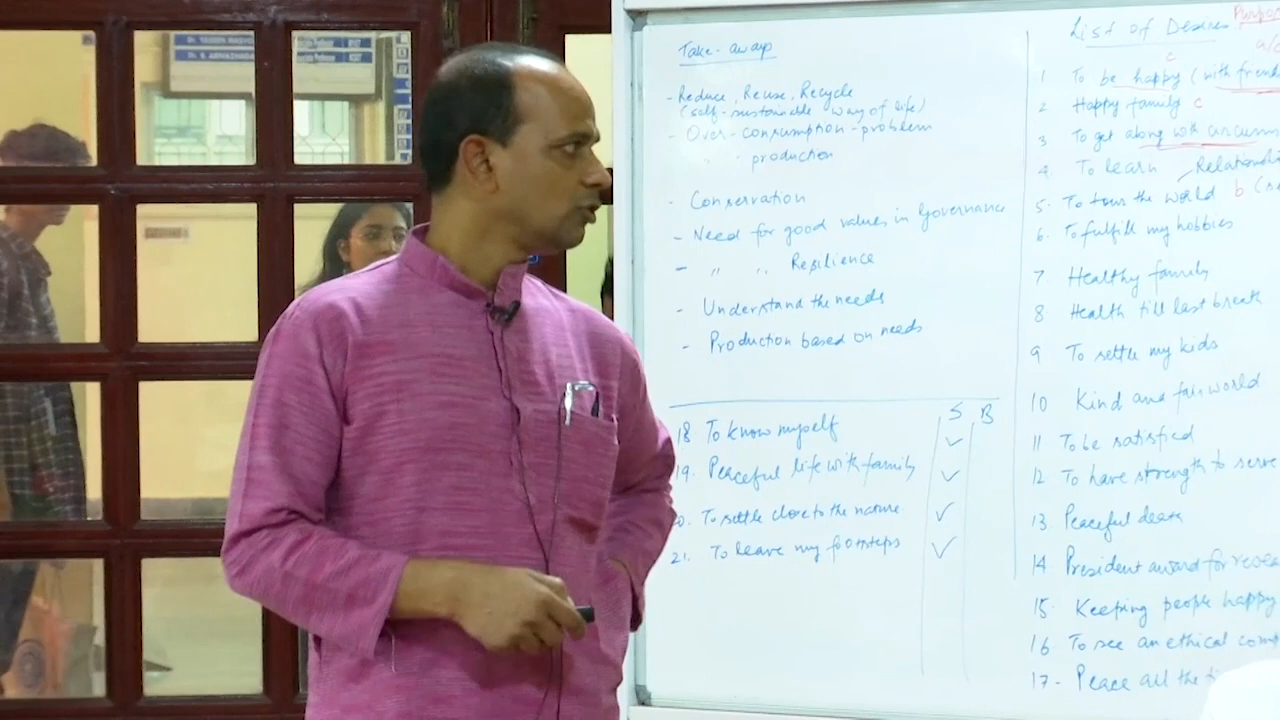 Take-aways
- Reduce, Reuse, Recycle
(self-sustainable way of life)
- Over-consumption-problem
" " production
- Conservation
- Need for good values in Governance
- " " Resilience
- Understand the needs
- Production based on needs
S B
18 To know myself ✓
19. Peaceful life with family ✓
20. To settle close to the nature. ✓
21. To leave my footsteps ✓
List of Desires
c
1 To be happy (with friend
2 Happy family c
3 To get along with
4. To learn Relationshi
5. To tour the world b
6. To fulfill my hobbies
7 Healthy family
8 Health till last breath
9 To settle my kids
10 Kind and fair world
11 To be satisfied
12 To have strength to serve
13. Peaceful death
14. President award for
15 Keeping people happy
16 To see an ethical comp
17- Peace all the